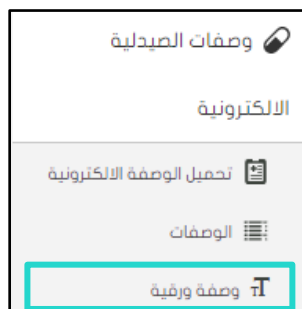 وصفات الصيدلية
الالكترونية
تحميل الوصفة الالكترونية
الوصفات
وصفة ورقية